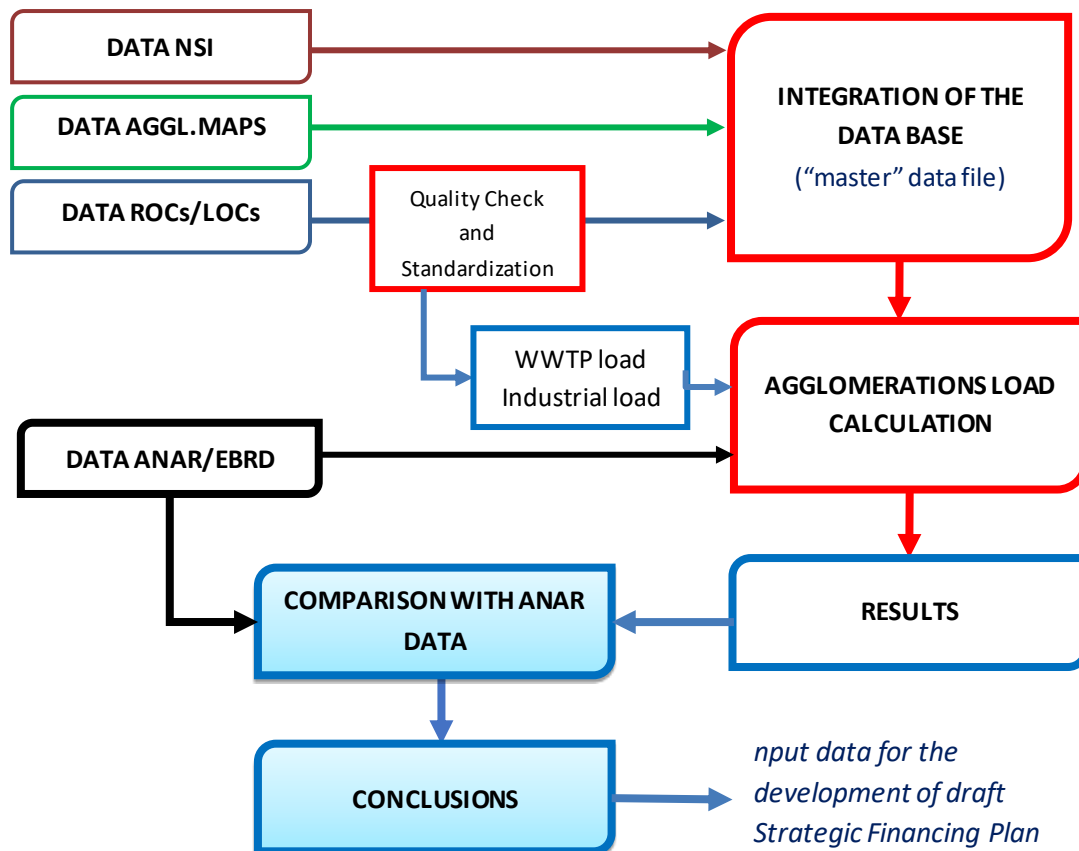 DATA NSI
DATA AGGL.MAPS
DATA ROCs/LOCs
Quality Check
and
Standardization
INTEGRATION OF THE
DATA BASE
(“master” data file)
WWTP load
Industrial load
AGGLOMERATIONS LOAD
CALCULATION
DATA ANAR/EBRD
COMPARISON WITH ANAR
DATA
RESULTS
CONCLUSIONS
nput data for the
development of draft
Strategic Financing Plan